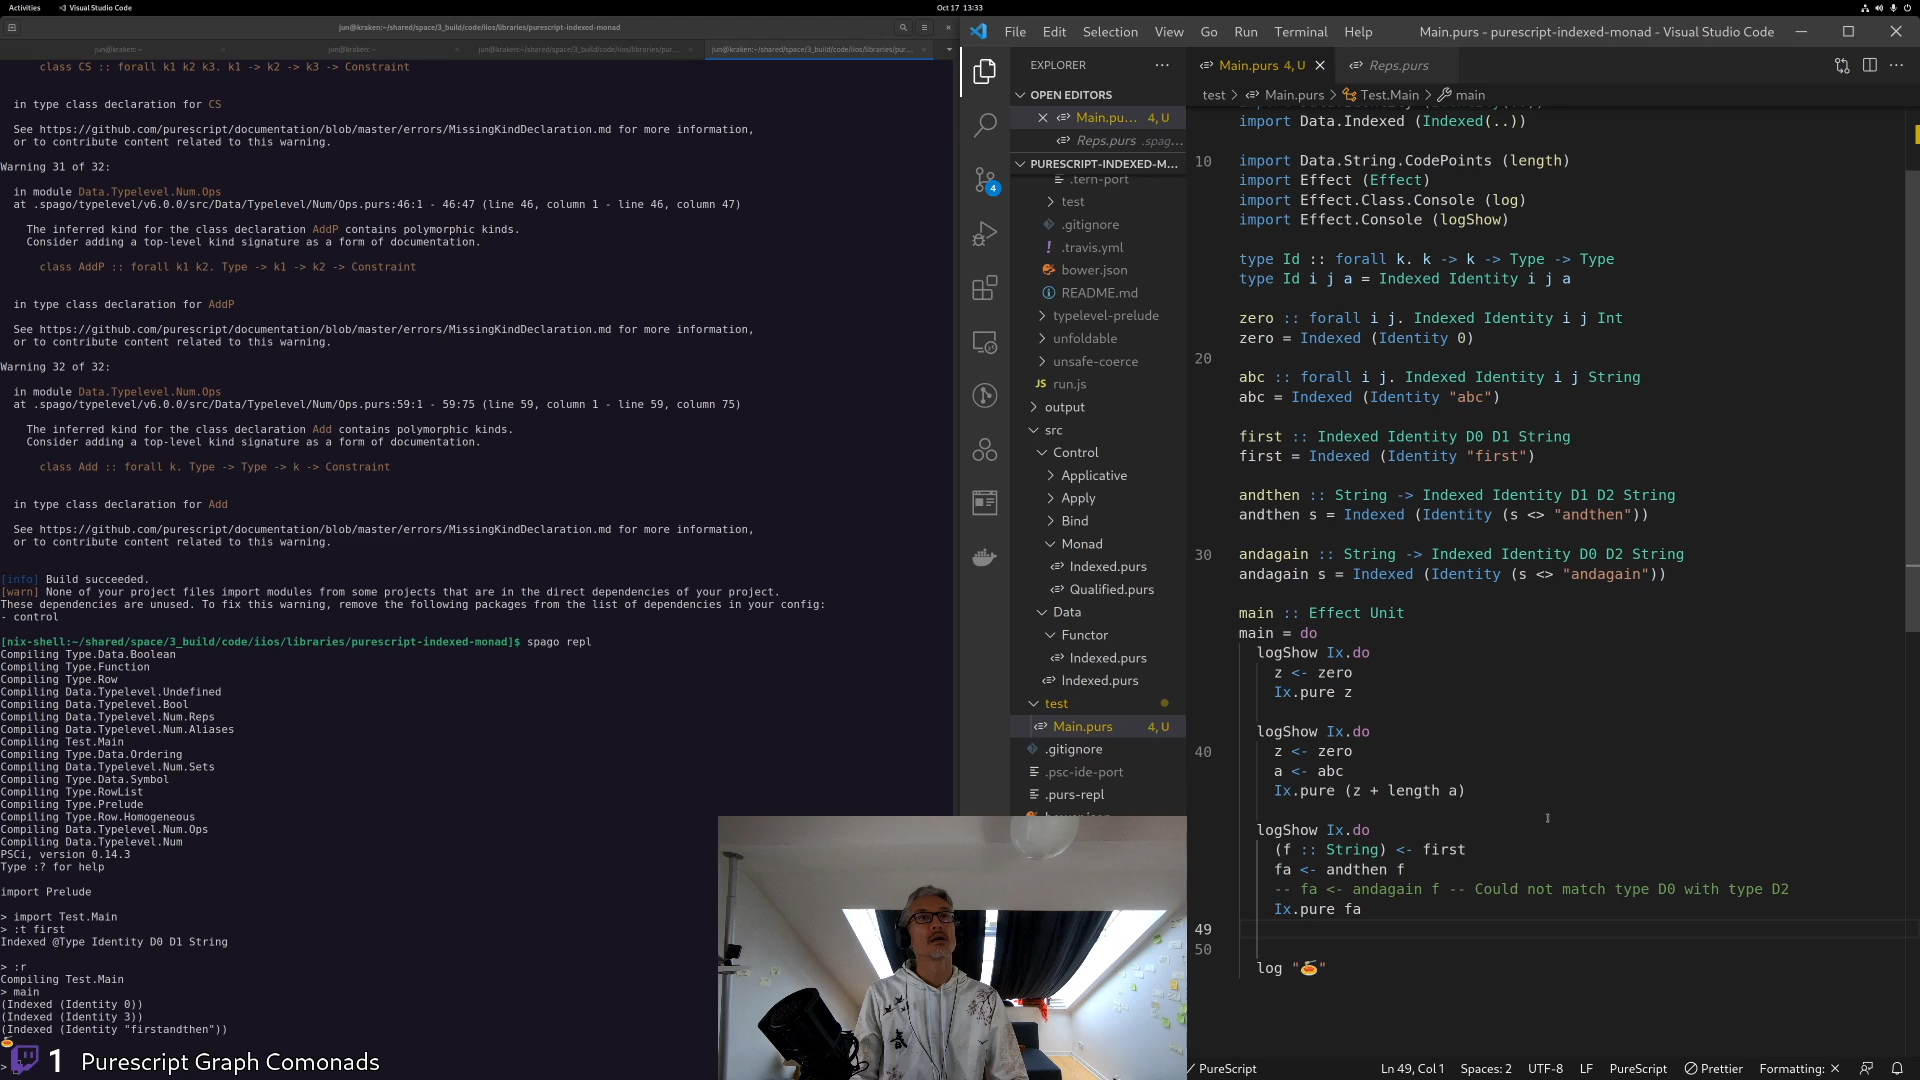 Activities
Visual Studio Code
Oct 17 13:33
jun@kraken:~/shared/space/3_build/code/iios/libraries/purescript-indexed-monad
jun@kraken: ~
jun@kraken: ~
jun@kraken:~/shared/space/3_build/code/iios/libraries/pur...
jun@kraken:~/shared/space/3_build/code/iios/libraries/pur...
class CS :: forall k1 k2 k3. k1 -> k2 -> k3 -> Constraint
in type class declaration for CS
See https://github.com/purescript/documentation/blob/master/errors/MissingKindDeclaration.md for more information,
or to contribute content related to this warning.
Warning 31 of 32:
in module Data.Typelevel.Num.Ops
at .spago/typelevel/v6.0.0/src/Data/Typelevel/Num/Ops.purs:46:1 - 46:47 (line 46, column 1 - line 46, column 47)
The inferred kind for the class declaration AddP contains polymorphic kinds.
Consider adding a top-level kind signature as a form of documentation.
class AddP :: forall k1 k2. Type -> k1 -> k2 -> Constraint
in type class declaration for AddP
See https://github.com/purescript/documentation/blob/master/errors/MissingKindDeclaration.md for more information,
or to contribute content related to this warning.
Warning 32 of 32:
in module Data.Typelevel.Num.Ops
at .spago/typelevel/v6.0.0/src/Data/Typelevel/Num/Ops.purs:59:1 - 59:75 (line 59, column 1 - line 59, column 75)
The inferred kind for the class declaration Add contains polymorphic kinds.
Consider adding a top-level kind signature as a form of documentation.
class Add :: forall k. Type -> Type -> k -> Constraint
in type class declaration for Add
See https://github.com/purescript/documentation/blob/master/errors/MissingKindDeclaration.md for more information,
or to contribute content related to this warning.
[info] Build succeeded.
[warn] None of your project files import modules from some projects that are in the direct dependencies of your project.
These dependencies are unused. To fix this warning, remove the following packages from the list of dependencies in your config:
- control
[nix-shell:~/shared/space/3_build/code/iios/libraries/purescript-indexed-monad]$ spago repl
Compiling Type.Data.Boolean
Compiling Type.Function
Compiling Type.Row
Compiling Data.Typelevel.Undefined
Compiling Data.Typelevel.Bool
Compiling Data.Typelevel.Num.Reps
Compiling Data.Typelevel.Num.Aliases
Compiling Test.Main
Compiling Type.Data.Ordering
Compiling Data.Typelevel.Num.Sets
Compiling Type.Data.Symbol
Compiling Type.RowList
Compiling Type.Prelude
Compiling Type.Row.Homogeneous
Compiling Data.Typelevel.Num.Ops
Compiling Data.Typelevel.Num
PSCi, version 0.14.3
Type :? for help
import Prelude
> import Test.Main
> :t first
Indexed @Type Identity D0 D1 String
> :r
Compiling Test.Main
> main
(Indexed (Identity 0))
(Indexed (Identity 3))
(Indexed (Identity "firstandthen"))
🍝
>
1 Purescript Graph Comonads
File Edit Selection View Go Run Terminal Help
Main.purs - purescript-indexed-monad - Visual Studio Code
EXPLORER
OPEN EDITORS
Main.pu... 4, U
Reps.purs .spag...
PURESCRIPT-INDEXED-M...
.tern-port
test
.gitignore
.travis.yml
bower.json
README.md
typelevel-prelude
unfoldable
unsafe-coerce
JS run.js
output
src
Control
Applicative
Apply
Bind
Monad
Indexed.purs
Qualified.purs
Data
Functor
Indexed.purs
Indexed.purs
test
Main.purs 4, U
.gitignore
.psc-ide-port
.purs-repl
4
Main.purs 4, U
Reps.purs
test > Main.purs > Test.Main > main
import Data.Indexed (Indexed(..))
10 import Data.String.CodePoints (length)
import Effect (Effect)
import Effect.Class.Console (log)
import Effect.Console (logShow)
type Id :: forall k. k -> k -> Type -> Type
type Id i j a = Indexed Identity i j a
zero :: forall i j. Indexed Identity i j Int
zero = Indexed (Identity 0)
20
abc :: forall i j. Indexed Identity i j String
abc = Indexed (Identity "abc")
first :: Indexed Identity D0 D1 String
first = Indexed (Identity "first")
andthen :: String -> Indexed Identity D1 D2 String
andthen s = Indexed (Identity (s <> "andthen"))
30 andagain :: String -> Indexed Identity D0 D2 String
andagain s = Indexed (Identity (s <> "andagain"))
main :: Effect Unit
main = do
logShow Ix.do
z <- zero
Ix.pure z
logShow Ix.do
40 z <- zero
a <- abc
Ix.pure (z + length a)
logShow Ix.do
(f :: String) <- first
fa <- andthen f
-- fa <- andagain f -- Could not match type D0 with type D2
Ix.pure fa
49
50
log "🍝"
PureScript
Ln 49, Col 1
Spaces: 2
UTF-8
LF
PureScript
Prettier
Formatting: ×